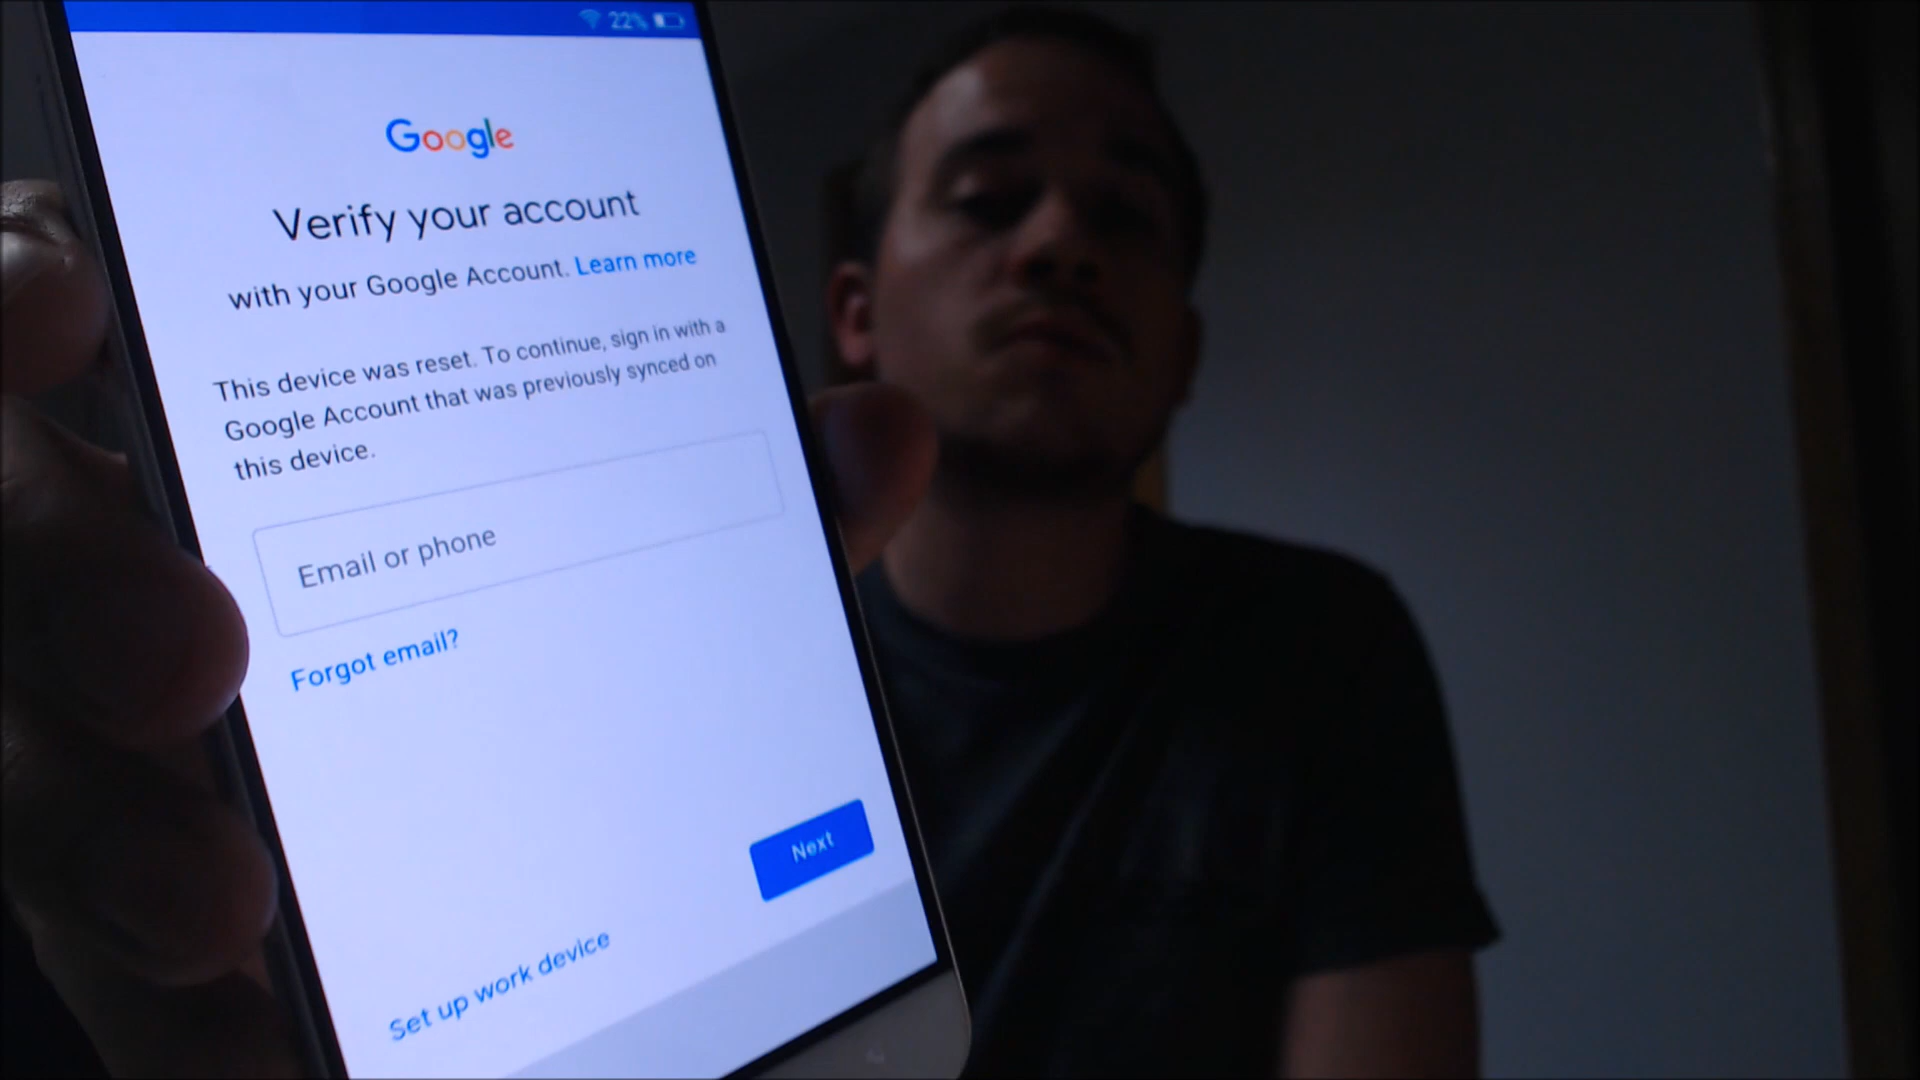 22%
Google
Verify your account
with your Google Account. Learn more
This device was reset. To continue, sign in with a
Google Account that was previously synced on
this device.
Email or phone
Forgot email?
Next
Set up work device